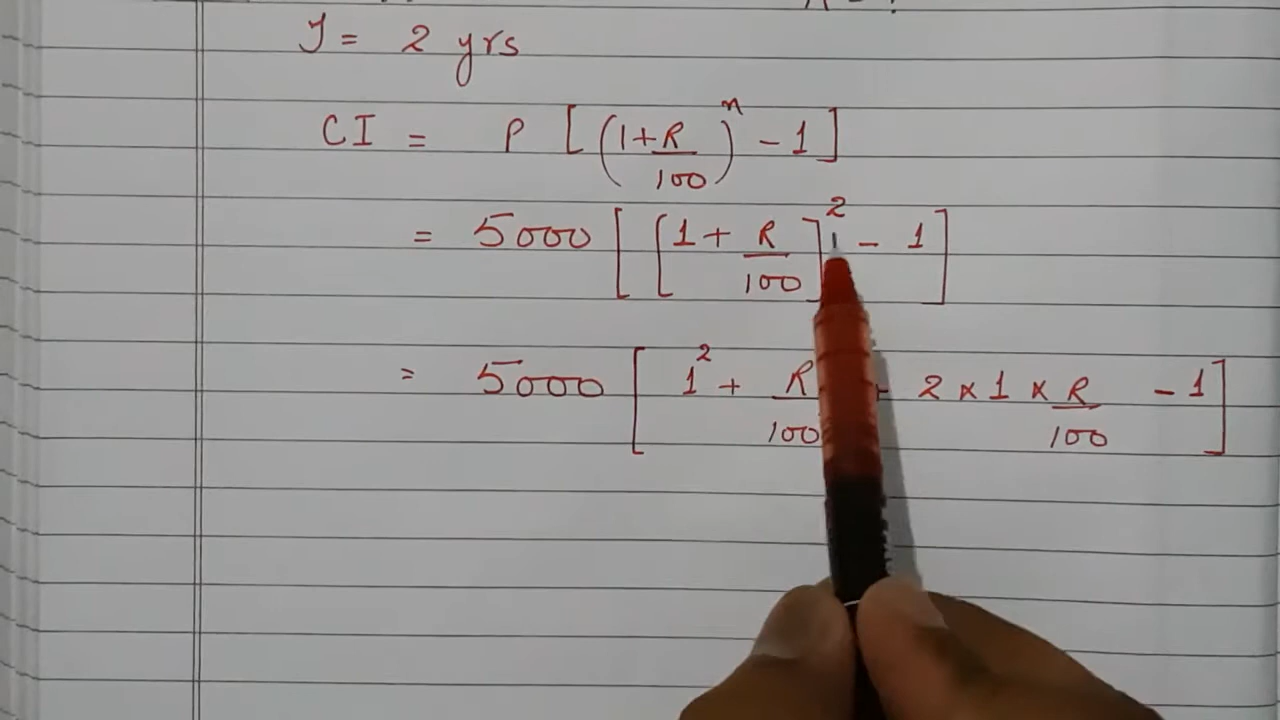 T = 2 yrs
CI = P [(1+R/100)^n - 1]
= 5000 [[1 + R/100]^2 - 1]
= 5000 [1^2 + R/100 + 2 × 1 × R/100 - 1]